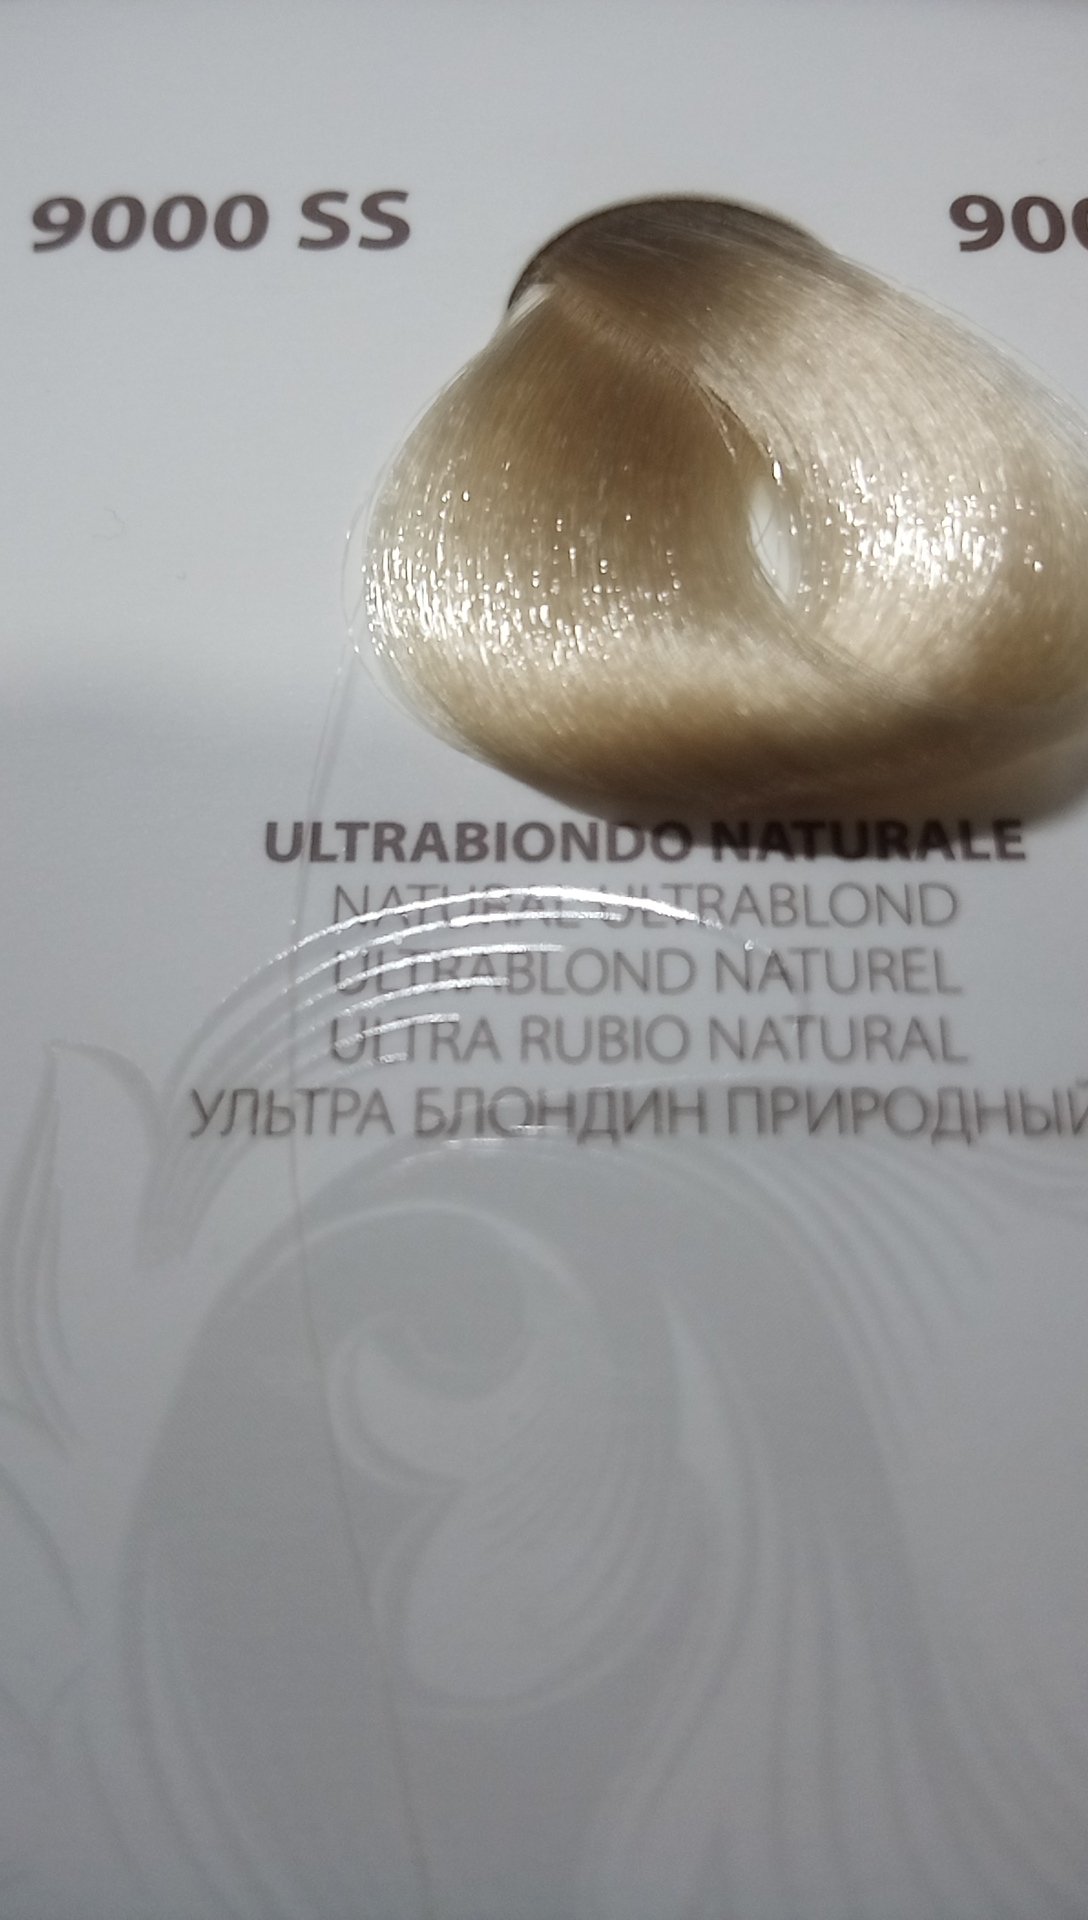 9000 SS
ULTRABIONDO NATURALE
NATURAL ULTRABLOND
ULTRABLOND NATUREL
ULTRA RUBIO NATURAL
УЛЬТРА БЛОНДИН ПРИРОДНЫЙ